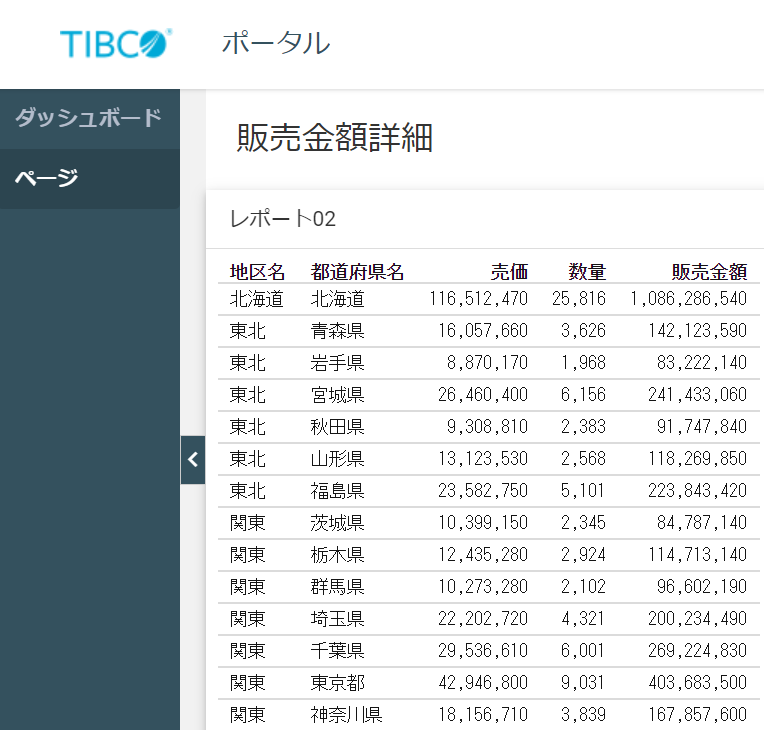 TIBCO ポータル
ダッシュボード
ページ
販売金額詳細
レポート02
地区名 都道府県名 売価 数量 販売金額
北海道 北海道 116,512,470 25,816 1,086,286,540
東北 青森県 16,057,660 3,626 142,123,590
東北 岩手県 8,870,170 1,968 83,222,140
東北 宮城県 26,460,400 6,156 241,433,060
東北 秋田県 9,308,810 2,383 91,747,840
東北 山形県 13,123,530 2,568 118,269,850
東北 福島県 23,582,750 5,101 223,843,420
関東 茨城県 10,399,150 2,345 84,787,140
関東 栃木県 12,435,280 2,924 114,713,140
関東 群馬県 10,273,280 2,102 96,602,190
関東 埼玉県 22,202,720 4,321 200,234,490
関東 千葉県 29,536,610 6,001 269,224,830
関東 東京都 42,946,800 9,031 403,683,500
関東 神奈川県 18,156,710 3,839 167,857,600